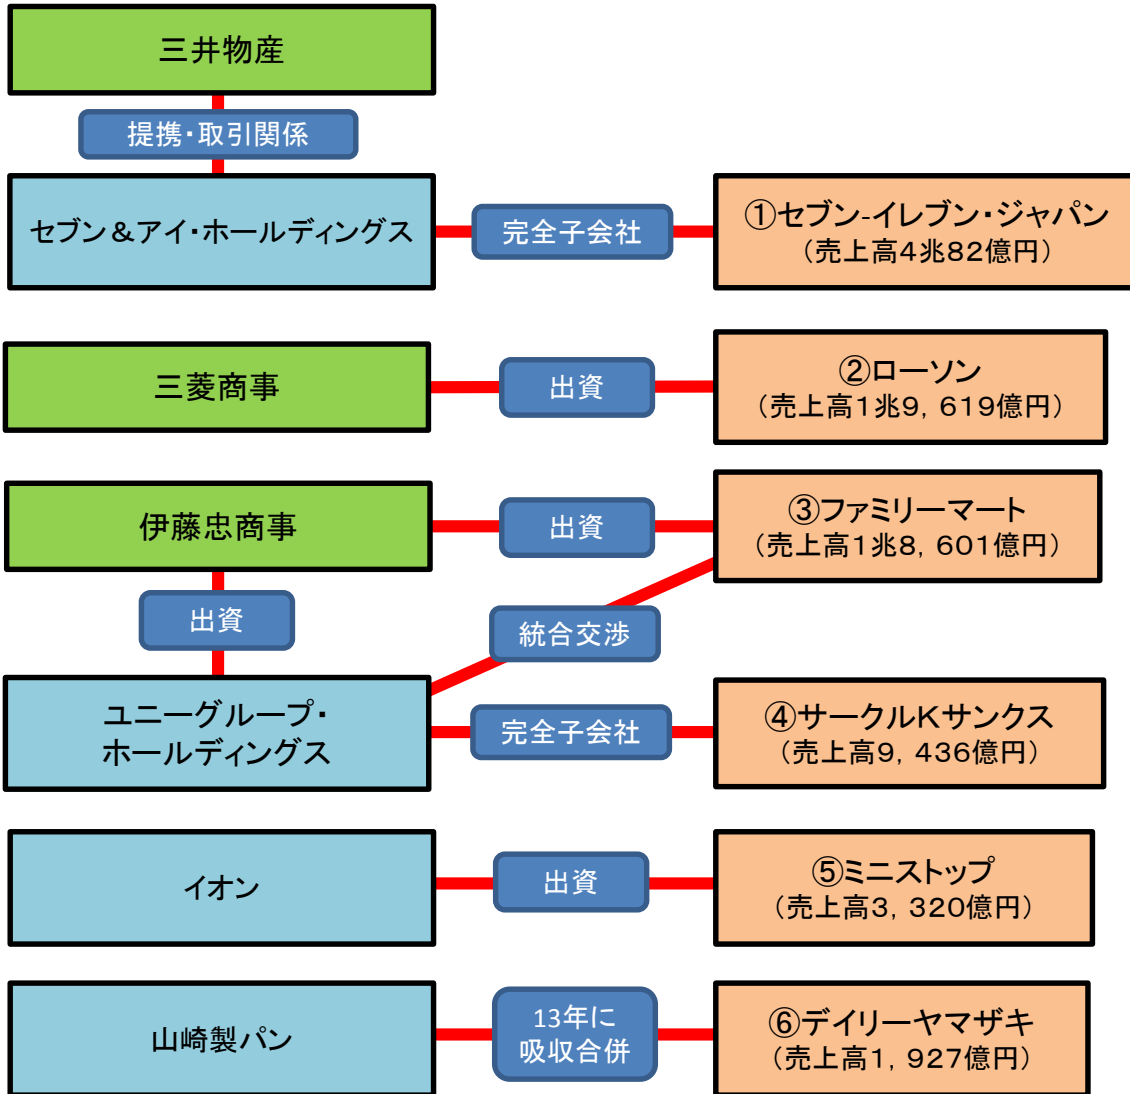 三井物産
提携・取引関係
セブン＆アイ・ホールディングス
完全子会社
①セブン-イレブン・ジャパン
（売上高4兆82億円）
三菱商事
出資
②ローソン
（売上高1兆9，619億円）
伊藤忠商事
出資
③ファミリーマート
（売上高1兆8，601億円）
出資
統合交渉
ユニーグループ・
ホールディングス
完全子会社
④サークルKサンクス
（売上高9，436億円）
イオン
出資
⑤ミニストップ
（売上高3，320億円）
山崎製パン
13年に
吸収合併
⑥デイリーヤマザキ
（売上高1，927億円）